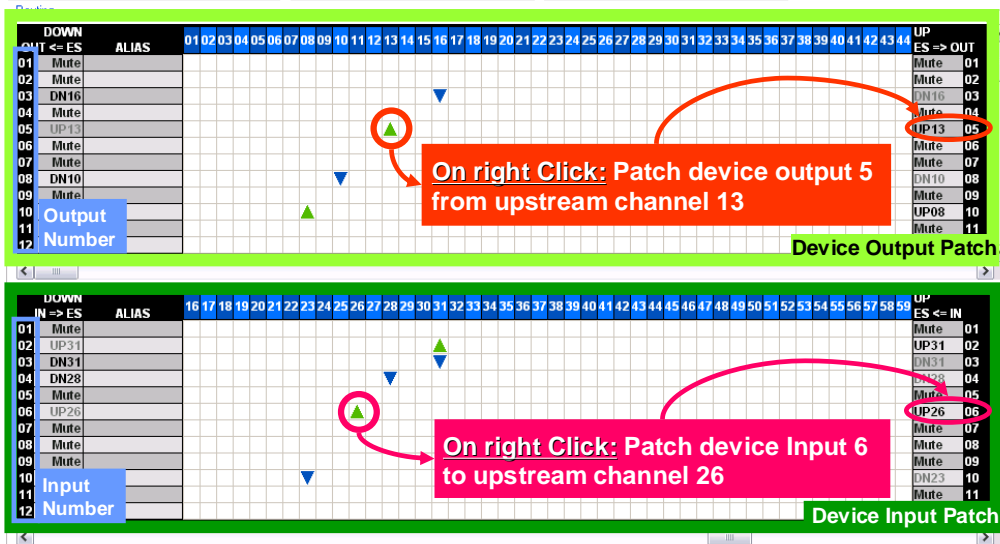 Routing
DOWN UP
OUT <= ES ALIAS 01 02 03 04 05 06 07 08 09 10 11 12 13 14 15 16 17 18 19 20 21 22 23 24 25 26 27 28 29 30 31 32 33 34 35 36 37 38 39 40 41 42 43 44 ES => OUT
01 Mute Mute 01
02 Mute Mute 02
03 DN16 DN16 03
04 Mute Mute 04
05 UP13 UP13 05
06 Mute Mute 06
07 Mute Mute 07
08 DN10 DN10 08
09 Mute Mute 09
10 UP08 10
11 Mute 11
12
On right Click: Patch device output 5
from upstream channel 13
Output
Number
Device Output Patch
DOWN UP
IN => ES ALIAS 16 17 18 19 20 21 22 23 24 25 26 27 28 29 30 31 32 33 34 35 36 37 38 39 40 41 42 43 44 45 46 47 48 49 50 51 52 53 54 55 56 57 58 59 ES <= IN
01 Mute Mute 01
02 UP31 UP31 02
03 DN31 DN31 03
04 DN28 DN28 04
05 Mute Mute 05
06 UP26 UP26 06
07 Mute Mute 07
08 Mute Mute 08
09 Mute Mute 09
10 DN23 10
11 Mute 11
12
On right Click: Patch device Input 6
to upstream channel 26
Input
Number
Device Input Patch